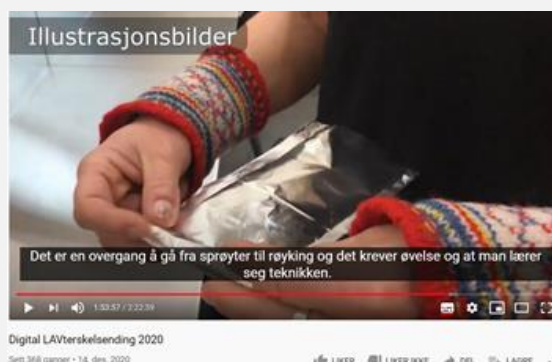 Illustrasjonsbilder
Det er en overgang å gå fra sprøyter til røyking og det krever øvelse og at man lærer
seg teknikken.
1:53:57 / 2:22:39
Digital LAVterskelsending 2020
Sett 368 ganger • 14. des. 2020
LIKER LIKER IKKE DEL LAGRE